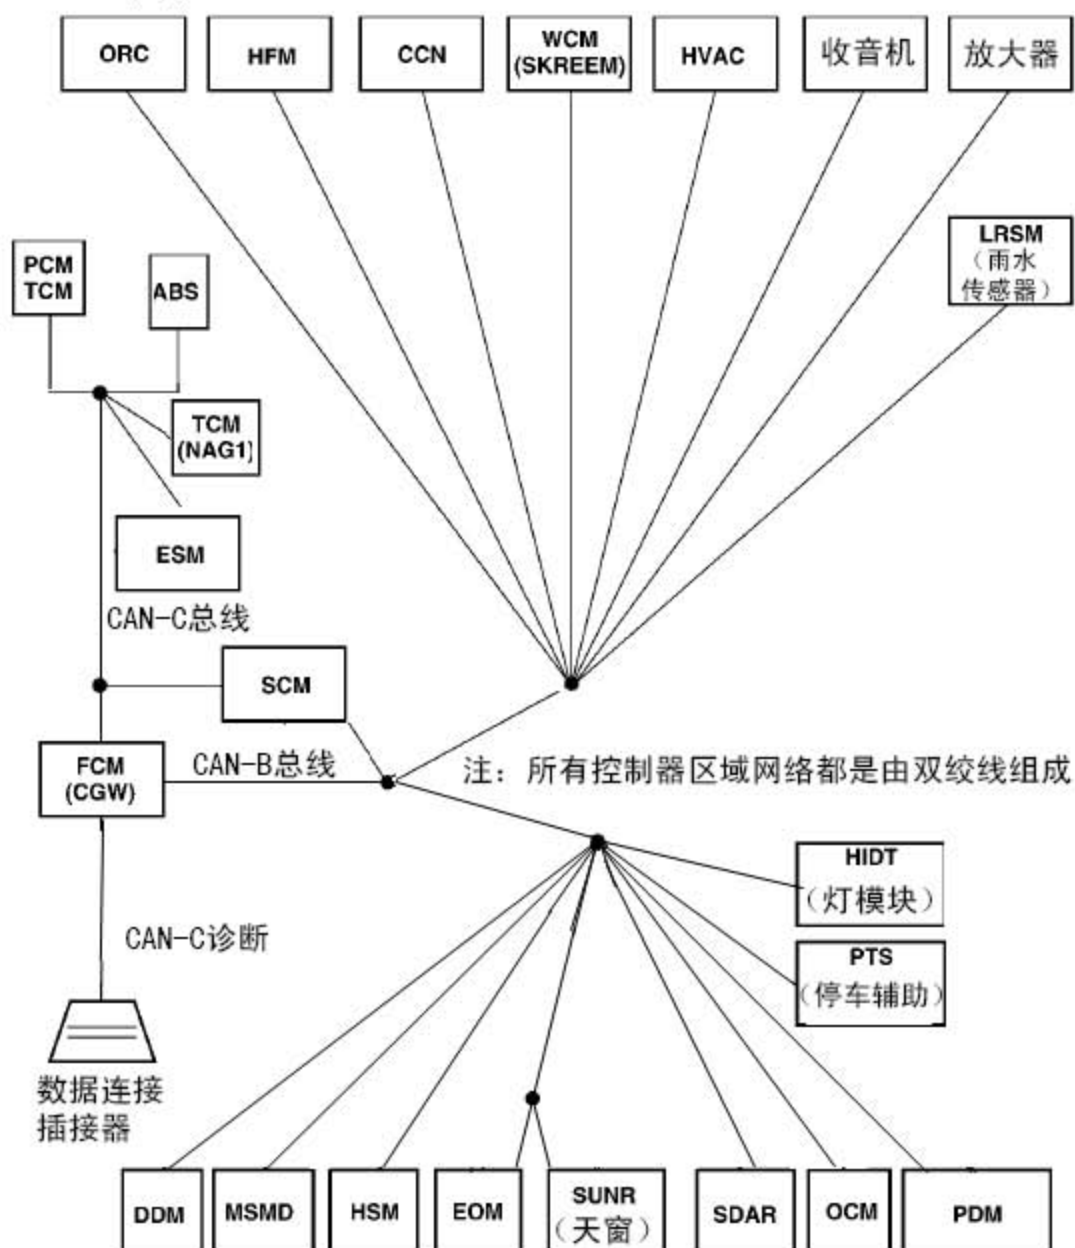 ORC
HFM
CCN
WCM
(SKREEM)
HVAC
收音机
放大器
LRSM
（雨水
传感器）
PCM
TCM
ABS
TCM
(NAG1)
ESM
CAN-C总线
SCM
FCM
(CGW)
CAN-B总线
注：所有控制器区域网络都是由双绞线组成
HIDT
（灯模块）
PTS
（停车辅助）
CAN-C诊断
数据连接
插接器
DDM
MSMD
HSM
EOM
SUNR
（天窗）
SDAR
OCM
PDM